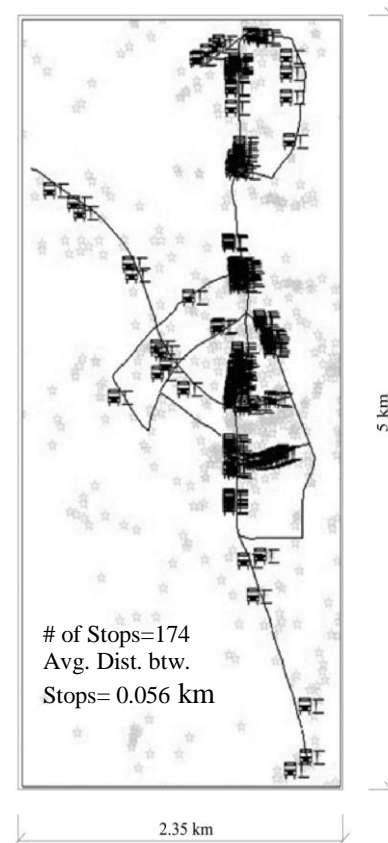 # of Stops=174
Avg. Dist. btw.
Stops= 0.056 km
5 km
2.35 km